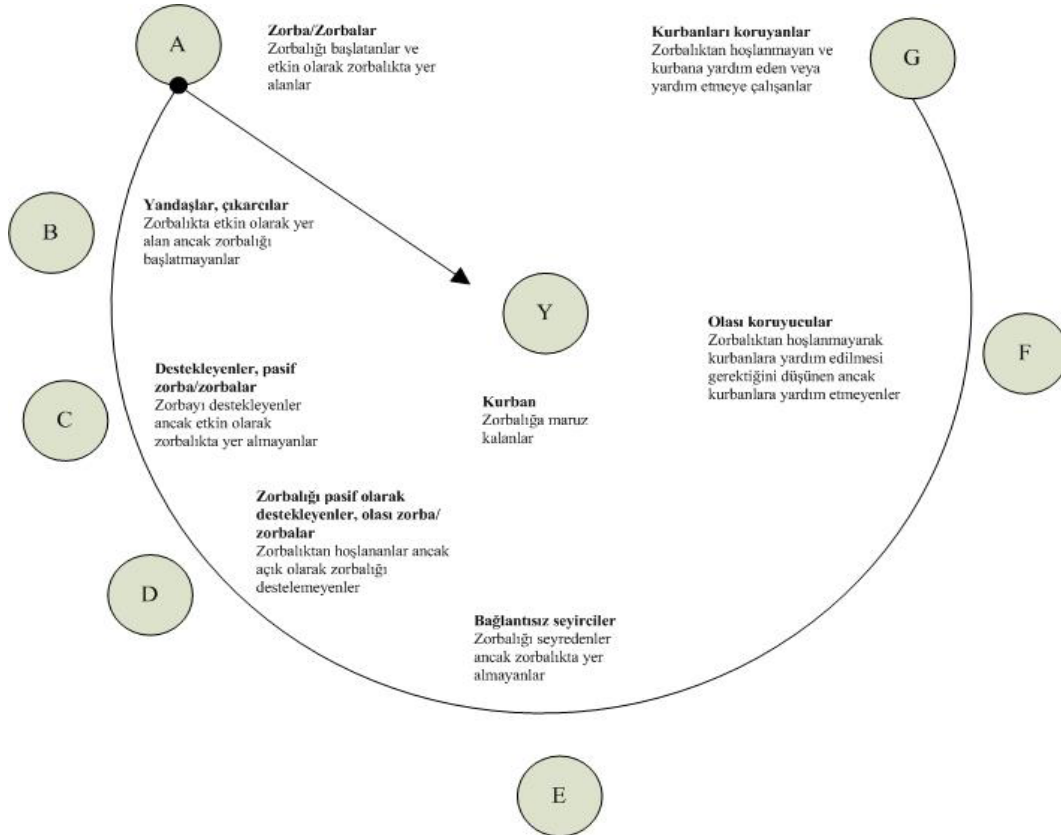 A
Zorba/Zorbalar
Zorbalığı başlatanlar ve
etkin olarak zorbalıkta yer
alanlar
Kurbanları koruyanlar
Zorbalıktan hoşlanmayan ve
kurbana yardım eden veya
yardım etmeye çalışanlar
G
B
Yandaşlar, çıkarcılar
Zorbalıkta etkin olarak yer
alan ancak zorbalığı
başlatmayanlar
Y
Kurban
Zorbalığa maruz
kalanlar
Olası koruyucular
Zorbalıktan hoşlanmayarak
kurbanlara yardım edilmesi
gerektiğini düşünen ancak
kurbanlara yardım etmeyenler
F
C
Destekleyenler, pasif
zorba/zorbalar
Zorbayı destekleyenler
ancak etkin olarak
zorbalıkta yer almayanlar
D
Zorbalığı pasif olarak
destekleyenler, olası zorba/
zorbalar
Zorbalıktan hoşlananlar ancak
açık olarak zorbalığı
destelemeyenler
Bağlantısız seyirciler
Zorbalığı seyredenler
ancak zorbalıkta yer
almayanlar
E